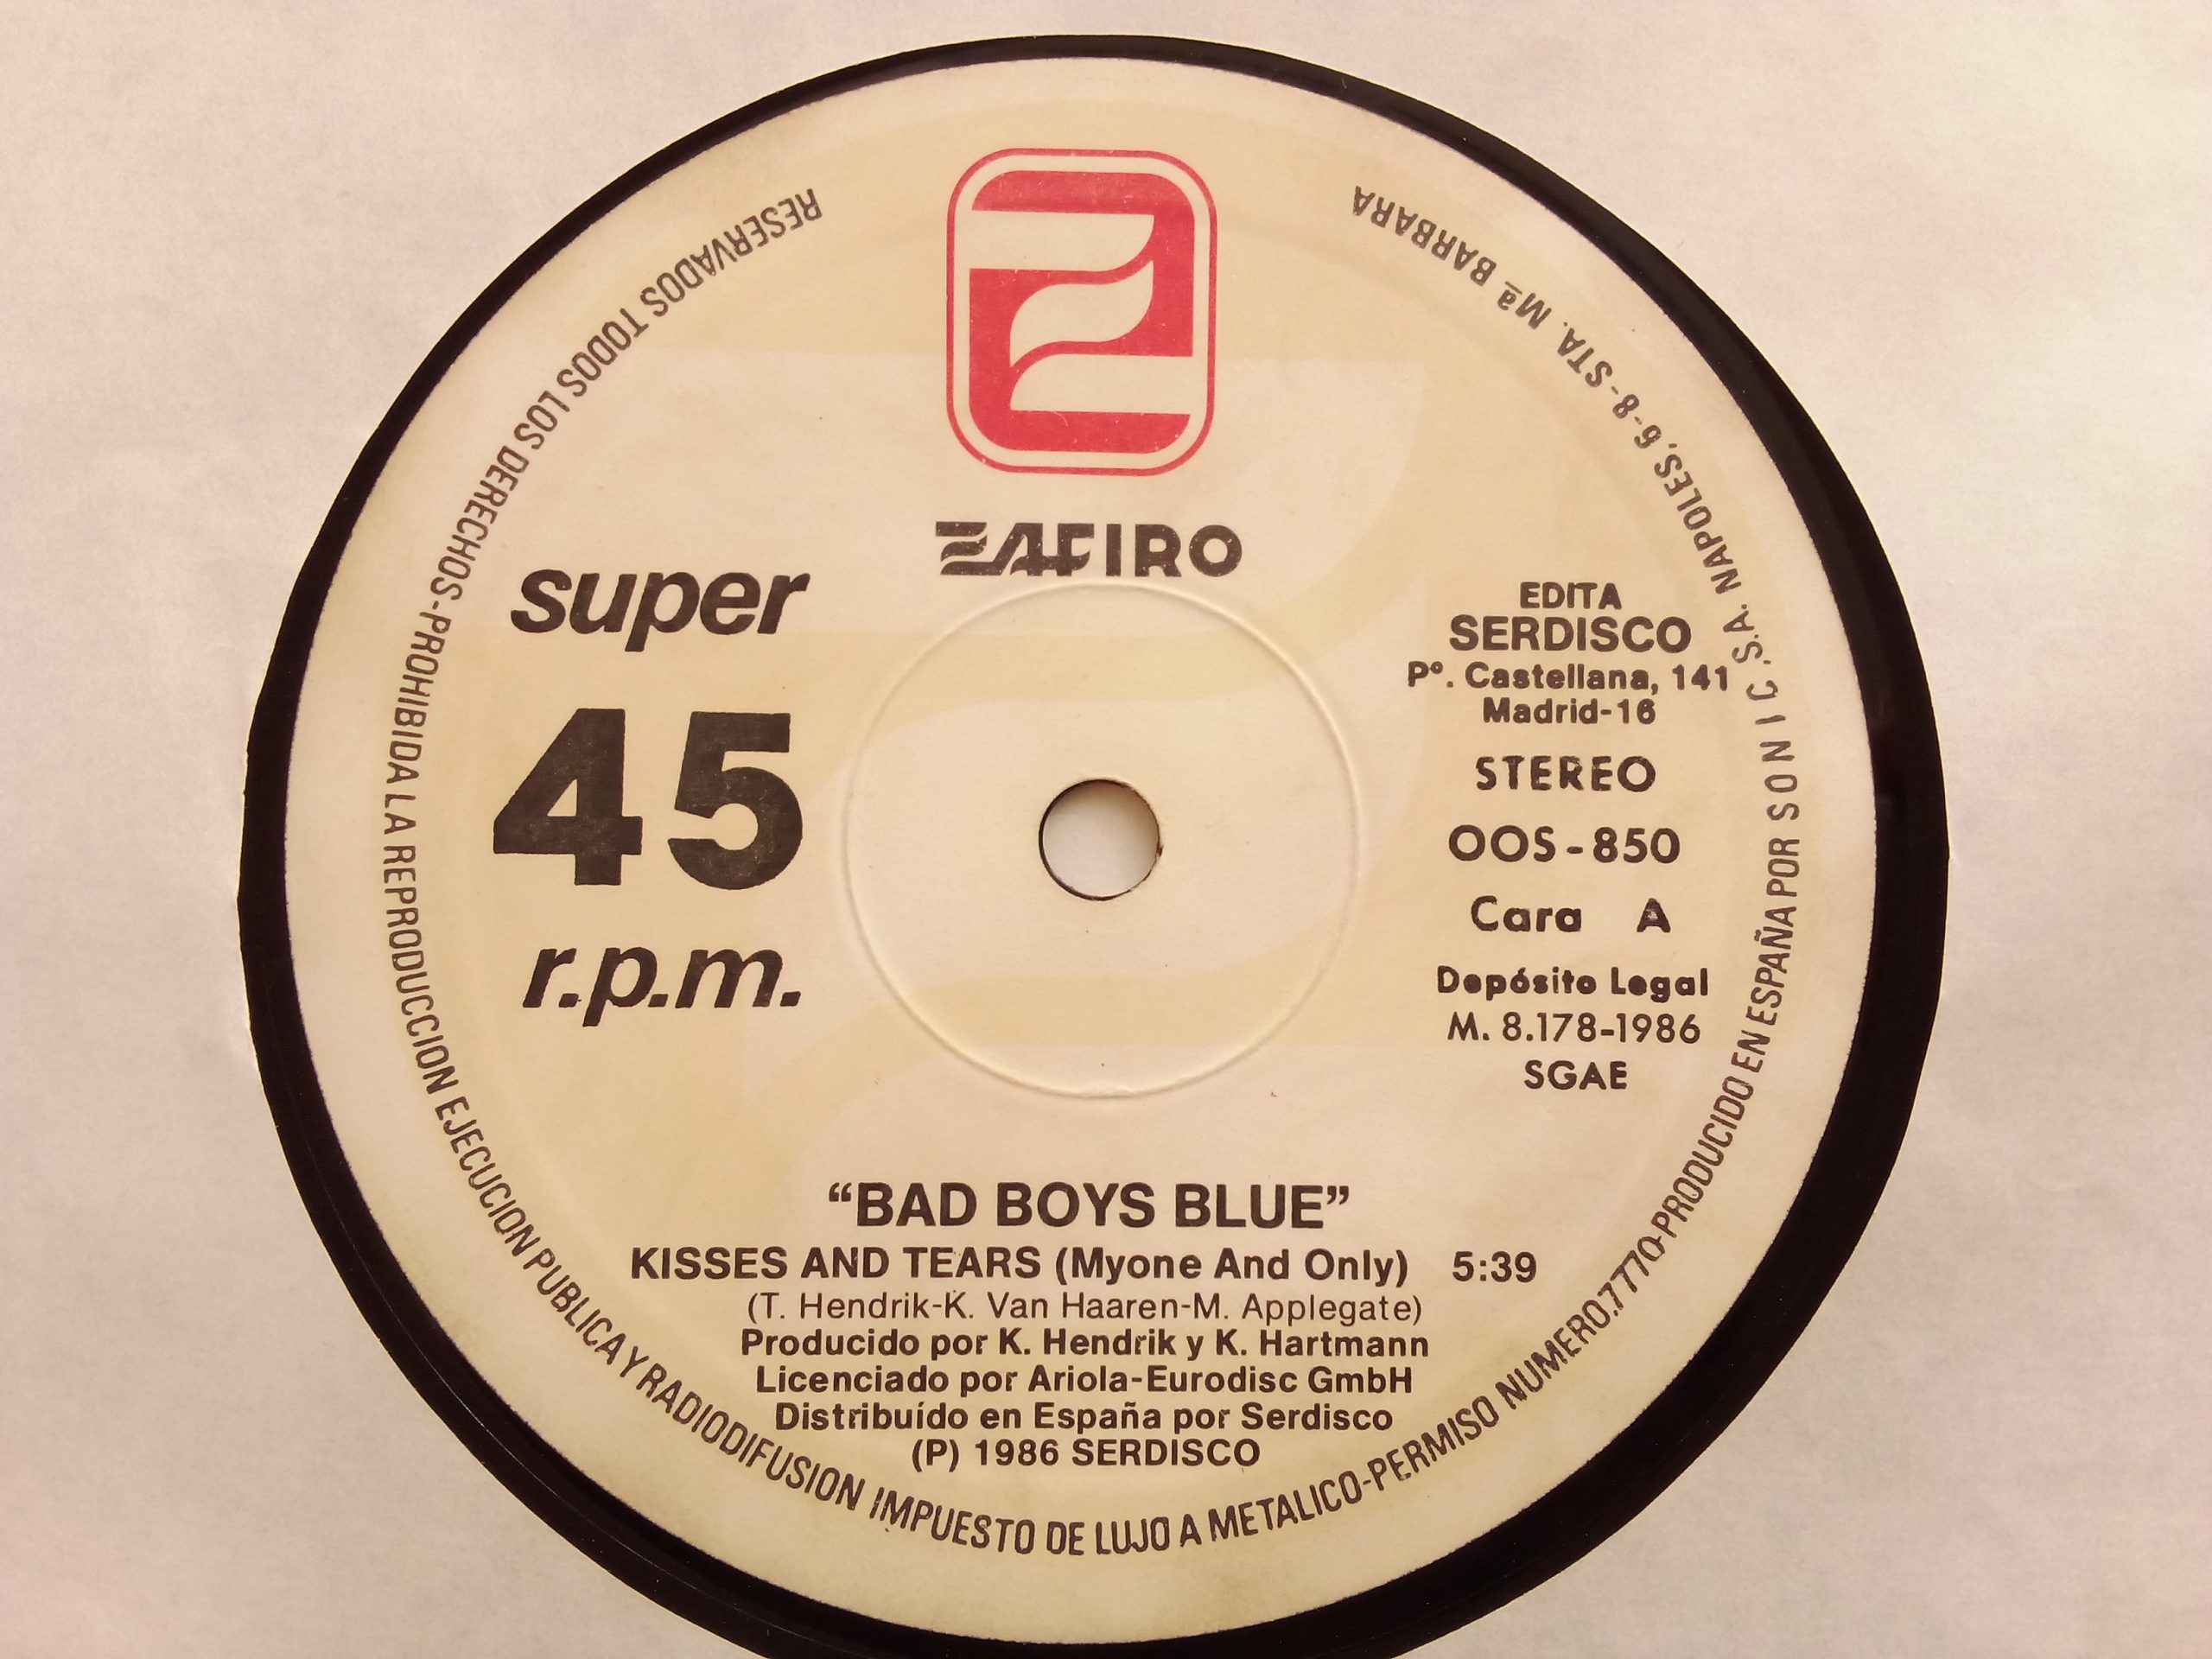 ZAFIRO
super
45
r.p.m.
EDITA
SERDISCO
Pº. Castellana, 141
Madrid-16
STEREO
OOS-850
Cara A
Depósito Legal
M. 8.178-1986
SGAE
“BAD BOYS BLUE”
KISSES AND TEARS (Myone And Only) 5:39
(T. Hendrik-K. Van Haaren-M. Applegate)
Producido por K. Hendrik y K. Hartmann
Licenciado por Ariola-Eurodisc GmbH
Distribuído en España por Serdisco
(P) 1986 SERDISCO
RESERVADOS TODOS LOS DERECHOS-PROHIBIDA LA REPRODUCCION EJECUCION PUBLICA Y RADIODIFUSION IMPUESTO DE LUJO A METALICO-PERMISO NUMERO.7770-PRODUCIDO EN ESPAÑA POR SONIC.S.A. NAPOLES, 6-8-STA. Mª BARBARA